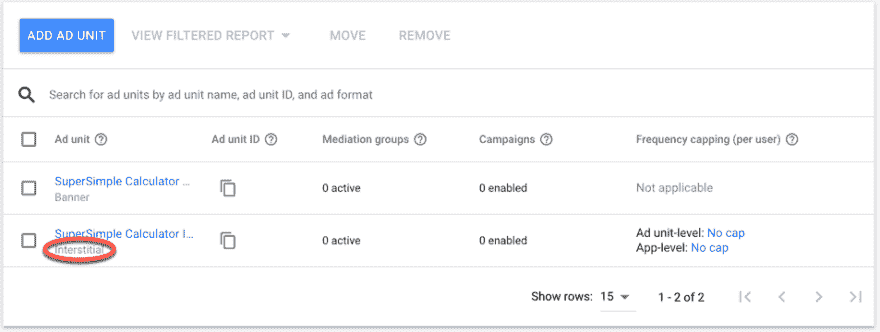 ADD AD UNIT VIEW FILTERED REPORT MOVE REMOVE
Search for ad units by ad unit name, ad unit ID, and ad format
Ad unit Ad unit ID Mediation groups Campaigns Frequency capping (per user)
SuperSimple Calculator ... 0 active 0 enabled Not applicable
Banner
SuperSimple Calculator I... 0 active 0 enabled Ad unit-level: No cap
Interstitial App-level: No cap
Show rows: 15 1 - 2 of 2